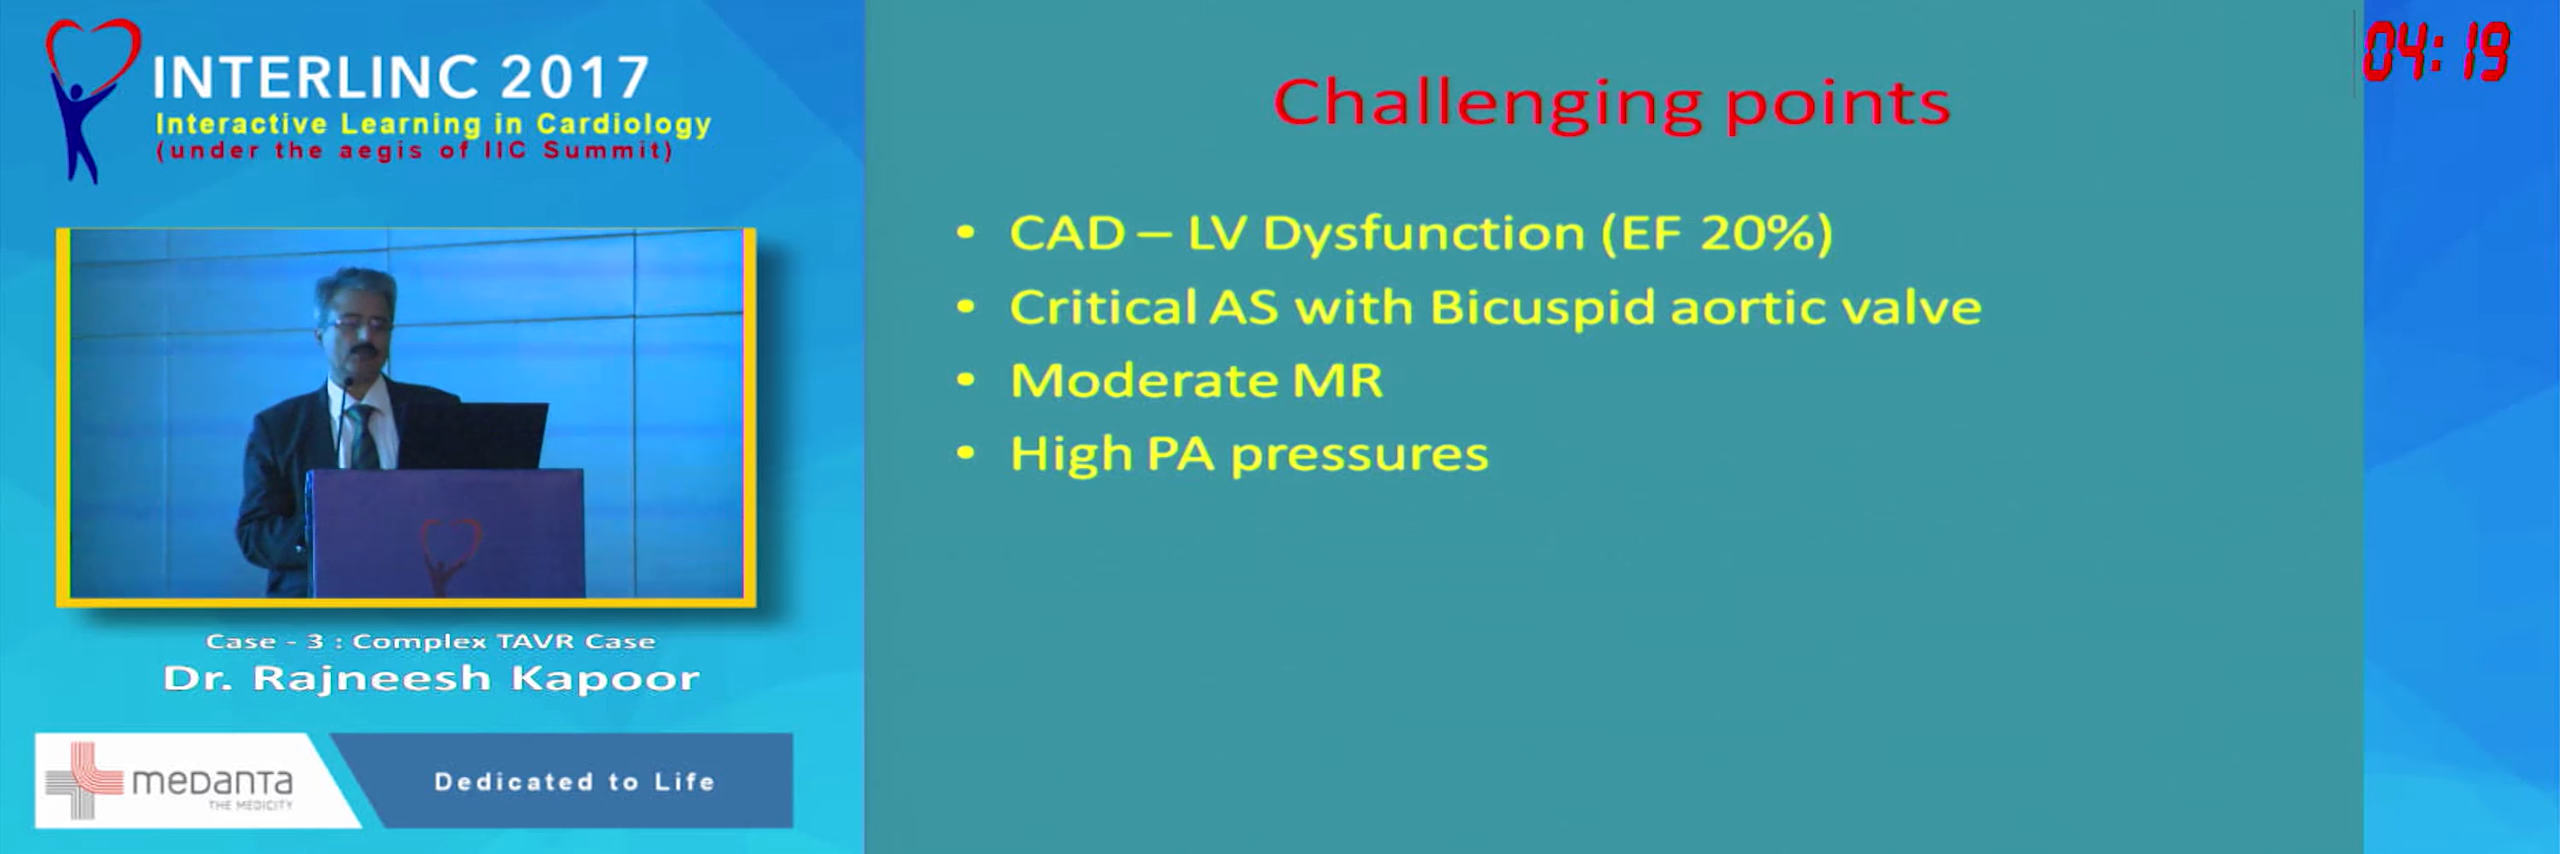 INTERLINC 2017
Interactive Learning in Cardiology
(under the aegis of IIC Summit)
Case - 3 : Complex TAVR Case
Dr. Rajneesh Kapoor
meDanTa
THE MEDICITY
Dedicated to Life
Challenging points
• CAD – LV Dysfunction (EF 20%)
• Critical AS with Bicuspid aortic valve
• Moderate MR
• High PA pressures
04:19